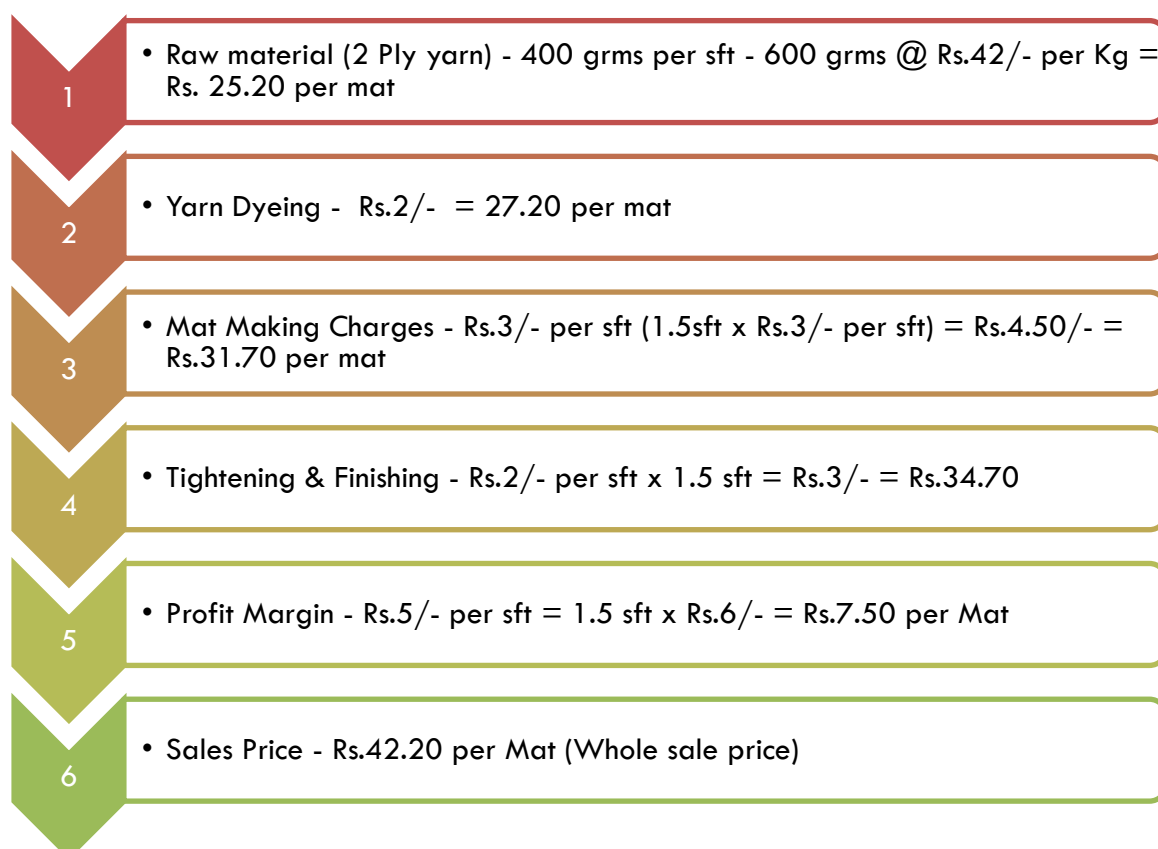 1
• Raw material (2 Ply yarn) - 400 grms per sft - 600 grms @ Rs.42/- per Kg =
Rs. 25.20 per mat
2
• Yarn Dyeing - Rs.2/- = 27.20 per mat
3
• Mat Making Charges - Rs.3/- per sft (1.5sft x Rs.3/- per sft) = Rs.4.50/- =
Rs.31.70 per mat
4
• Tightening & Finishing - Rs.2/- per sft x 1.5 sft = Rs.3/- = Rs.34.70
5
• Profit Margin - Rs.5/- per sft = 1.5 sft x Rs.6/- = Rs.7.50 per Mat
6
• Sales Price - Rs.42.20 per Mat (Whole sale price)